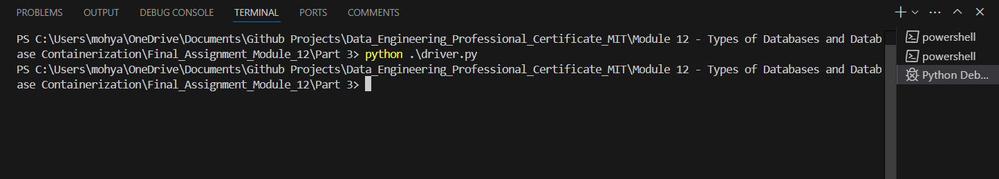 PROBLEMS OUTPUT DEBUG CONSOLE TERMINAL PORTS COMMENTS
PS C:\Users\mohya\OneDrive\Documents\Github Projects\Data_Engineering_Professional_Certificate_MIT\Module 12 - Types of Databases and Datab
ase Containerization\Final_Assignment_Module_12\Part 3> python .\driver.py
PS C:\Users\mohya\OneDrive\Documents\Github Projects\Data_Engineering_Professional_Certificate_MIT\Module 12 - Types of Databases and Datab
ase Containerization\Final_Assignment_Module_12\Part 3>
powershell
powershell
Python Deb...